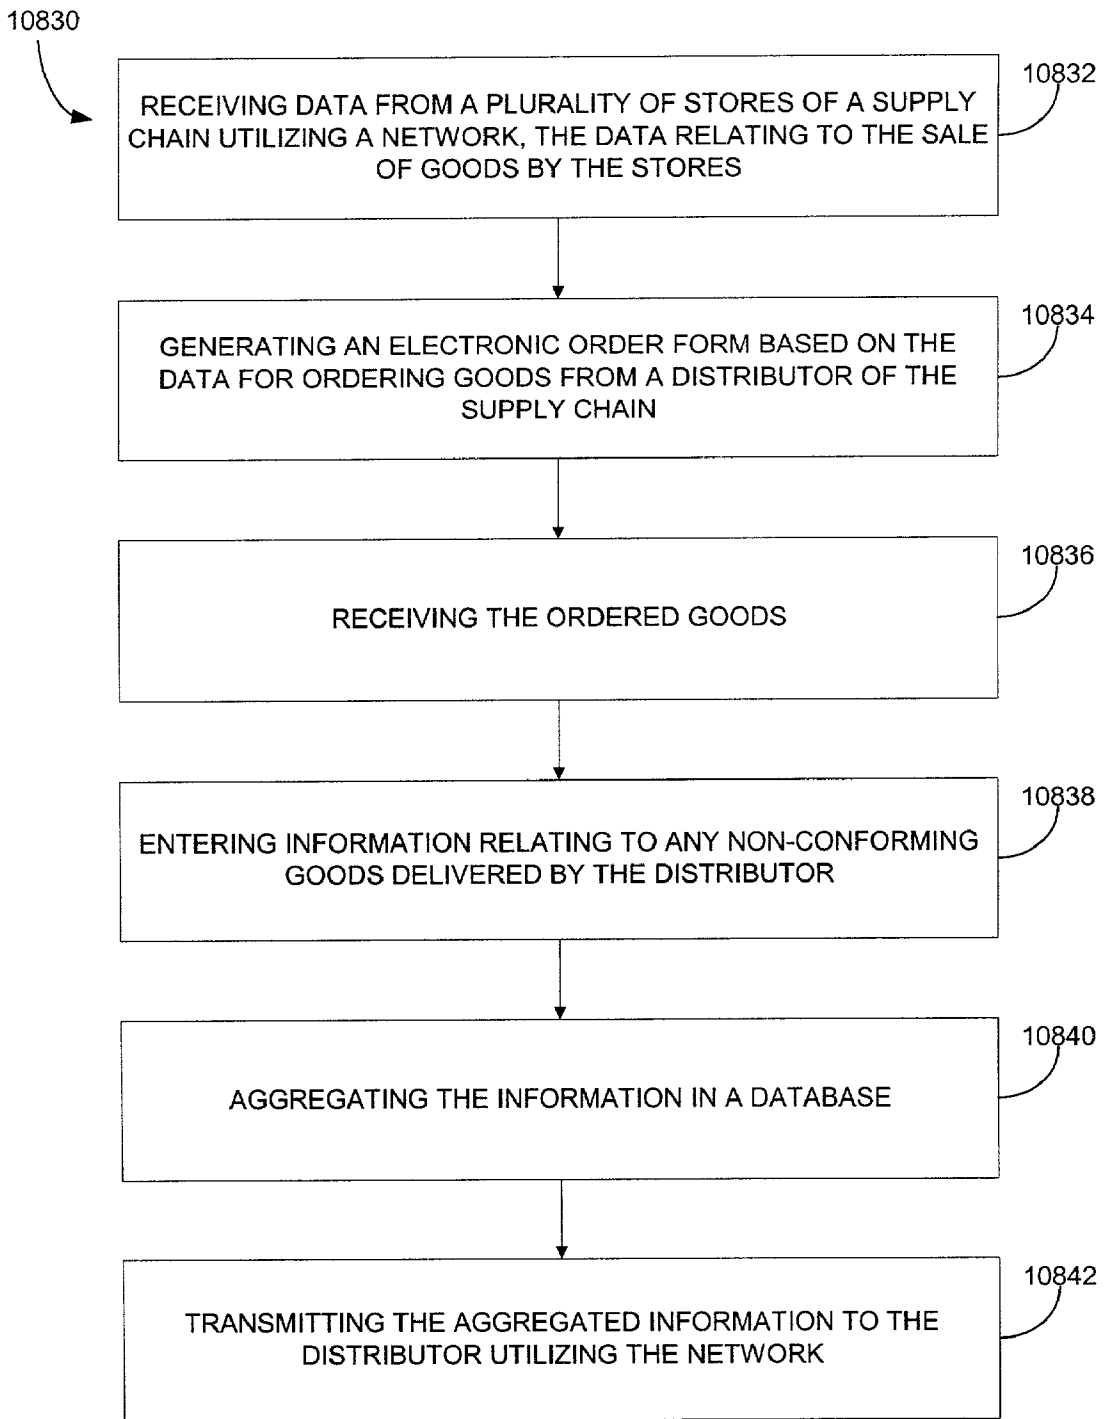 10830
10832
RECEIVING DATA FROM A PLURALITY OF STORES OF A SUPPLY
CHAIN UTILIZING A NETWORK, THE DATA RELATING TO THE SALE
OF GOODS BY THE STORES
10834
GENERATING AN ELECTRONIC ORDER FORM BASED ON THE
DATA FOR ORDERING GOODS FROM A DISTRIBUTOR OF THE
SUPPLY CHAIN
10836
RECEIVING THE ORDERED GOODS
10838
ENTERING INFORMATION RELATING TO ANY NON-CONFORMING
GOODS DELIVERED BY THE DISTRIBUTOR
10840
AGGREGATING THE INFORMATION IN A DATABASE
10842
TRANSMITTING THE AGGREGATED INFORMATION TO THE
DISTRIBUTOR UTILIZING THE NETWORK